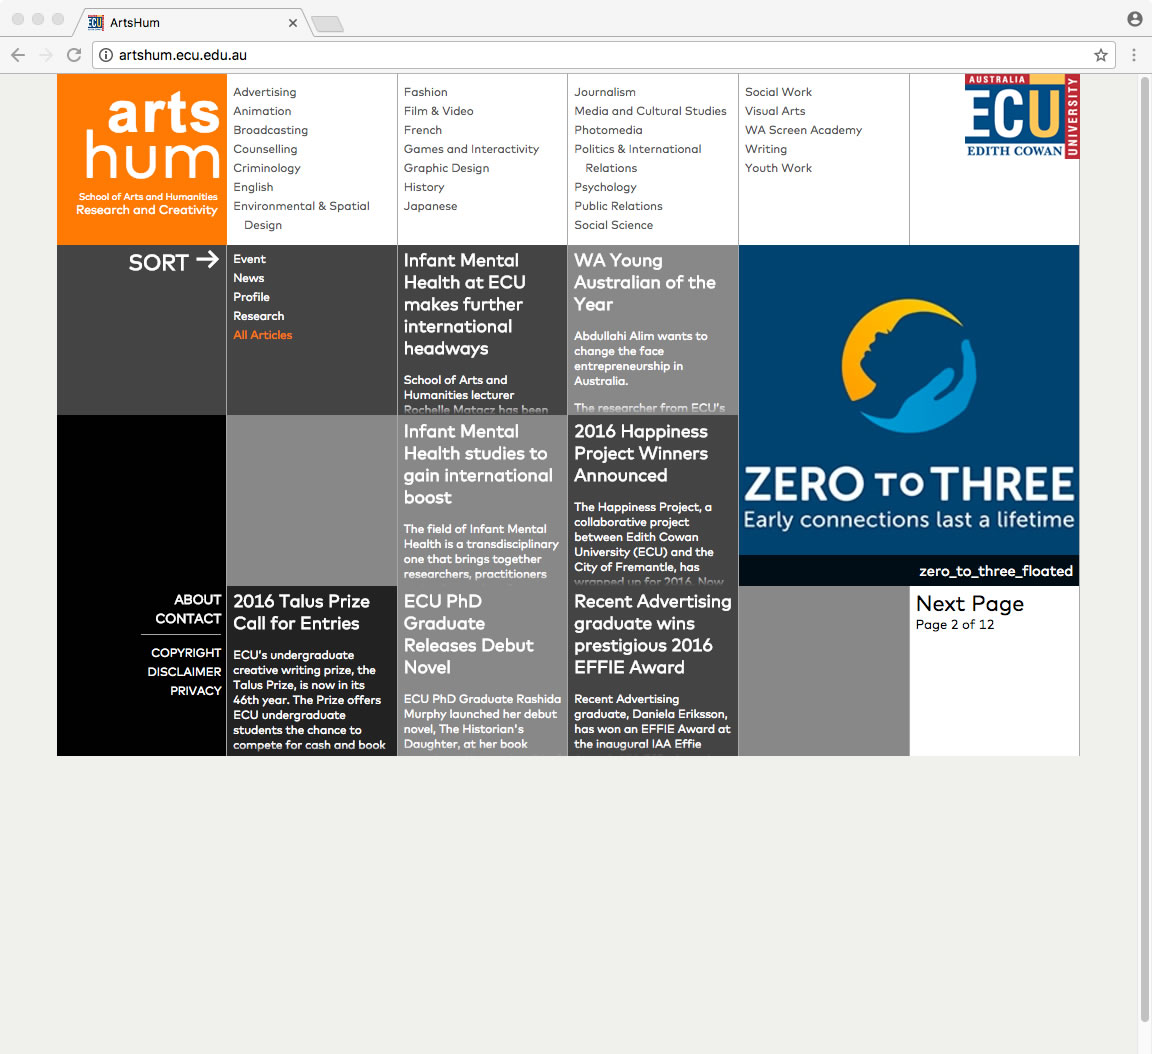 ArtsHum
artshum.ecu.edu.au
arts
hum
School of Arts and Humanities
Research and Creativity
Advertising
Animation
Broadcasting
Counselling
Criminology
English
Environmental & Spatial
Design
Fashion
Film & Video
French
Games and Interactivity
Graphic Design
History
Japanese
Journalism
Media and Cultural Studies
Photomedia
Politics & International
Relations
Psychology
Public Relations
Social Science
Social Work
Visual Arts
WA Screen Academy
Writing
Youth Work
AUSTRALIA
ECU
EDITH COWAN
UNIVERSITY
SORT →
Event
News
Profile
Research
All Articles
Infant Mental
Health at ECU
makes further
international
headways
School of Arts and
Humanities lecturer
Rochelle Matacz has been
WA Young
Australian of the
Year
Abdullahi Alim wants to
change the face
entrepreneurship in
Australia.
The researcher from ECU's
ZERO TO THREE
Early connections last a lifetime
zero_to_three_floated
Infant Mental
Health studies to
gain international
boost
The field of Infant Mental
Health is a transdisciplinary
one that brings together
researchers, practitioners
2016 Happiness
Project Winners
Announced
The Happiness Project, a
collaborative project
between Edith Cowan
University (ECU) and the
City of Fremantle, has
wrapped up for 2016. Now
ABOUT
CONTACT
COPYRIGHT
DISCLAIMER
PRIVACY
2016 Talus Prize
Call for Entries
ECU's undergraduate
creative writing prize, the
Talus Prize, is now in its
46th year. The Prize offers
ECU undergraduate
students the chance to
compete for cash and book
ECU PhD
Graduate
Releases Debut
Novel
ECU PhD Graduate Rashida
Murphy launched her debut
novel, The Historian's
Daughter, at her book
Recent Advertising
graduate wins
prestigious 2016
EFFIE Award
Recent Advertising
graduate, Daniela Eriksson,
has won an EFFIE Award at
the inaugural IAA Effie
Next Page
Page 2 of 12